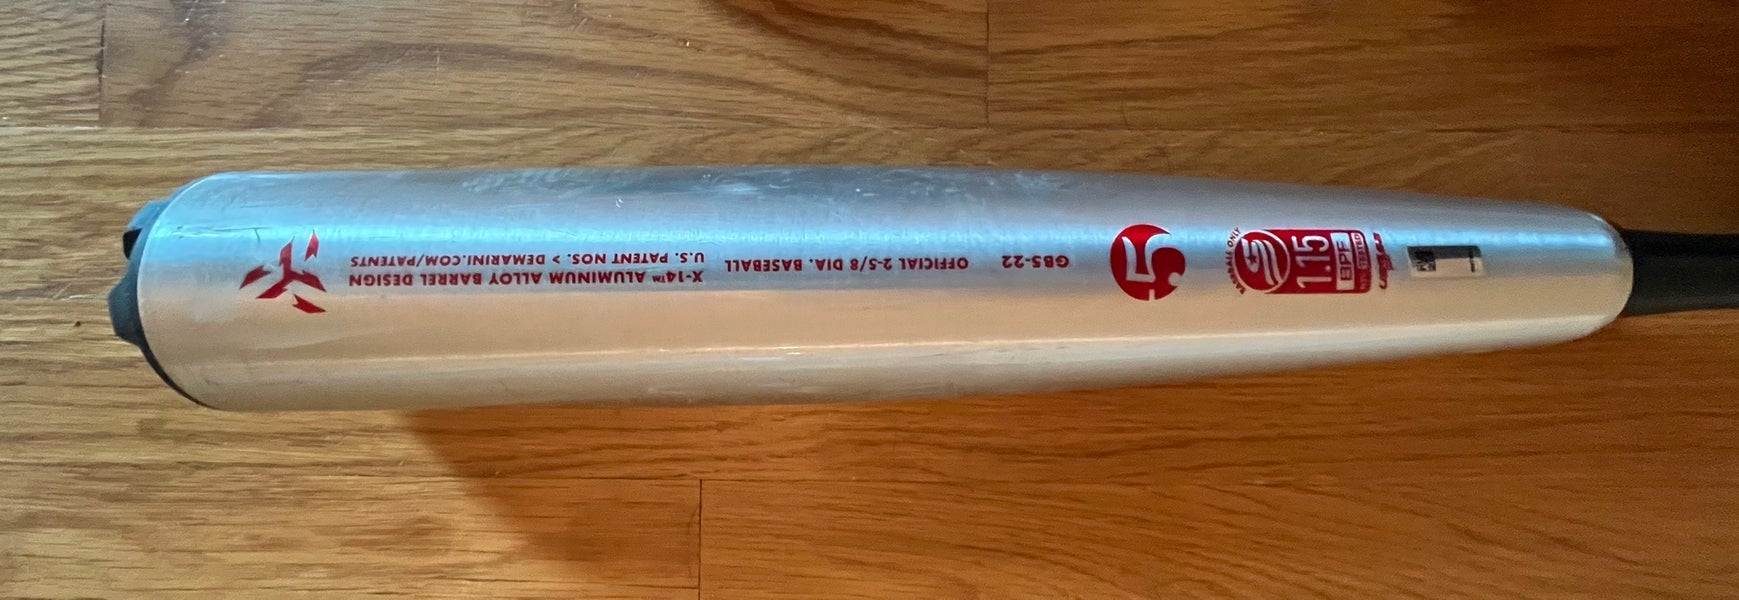 X-14™ ALUMINUM ALLOY BARREL DESIGN
U.S. PATENT NOS. > DEMARINI.COM/PATENTS
OFFICIAL 2-5/8 DIA. BASEBALL
GBS-22
-5
BASEBALL ONLY
1.15
BPF